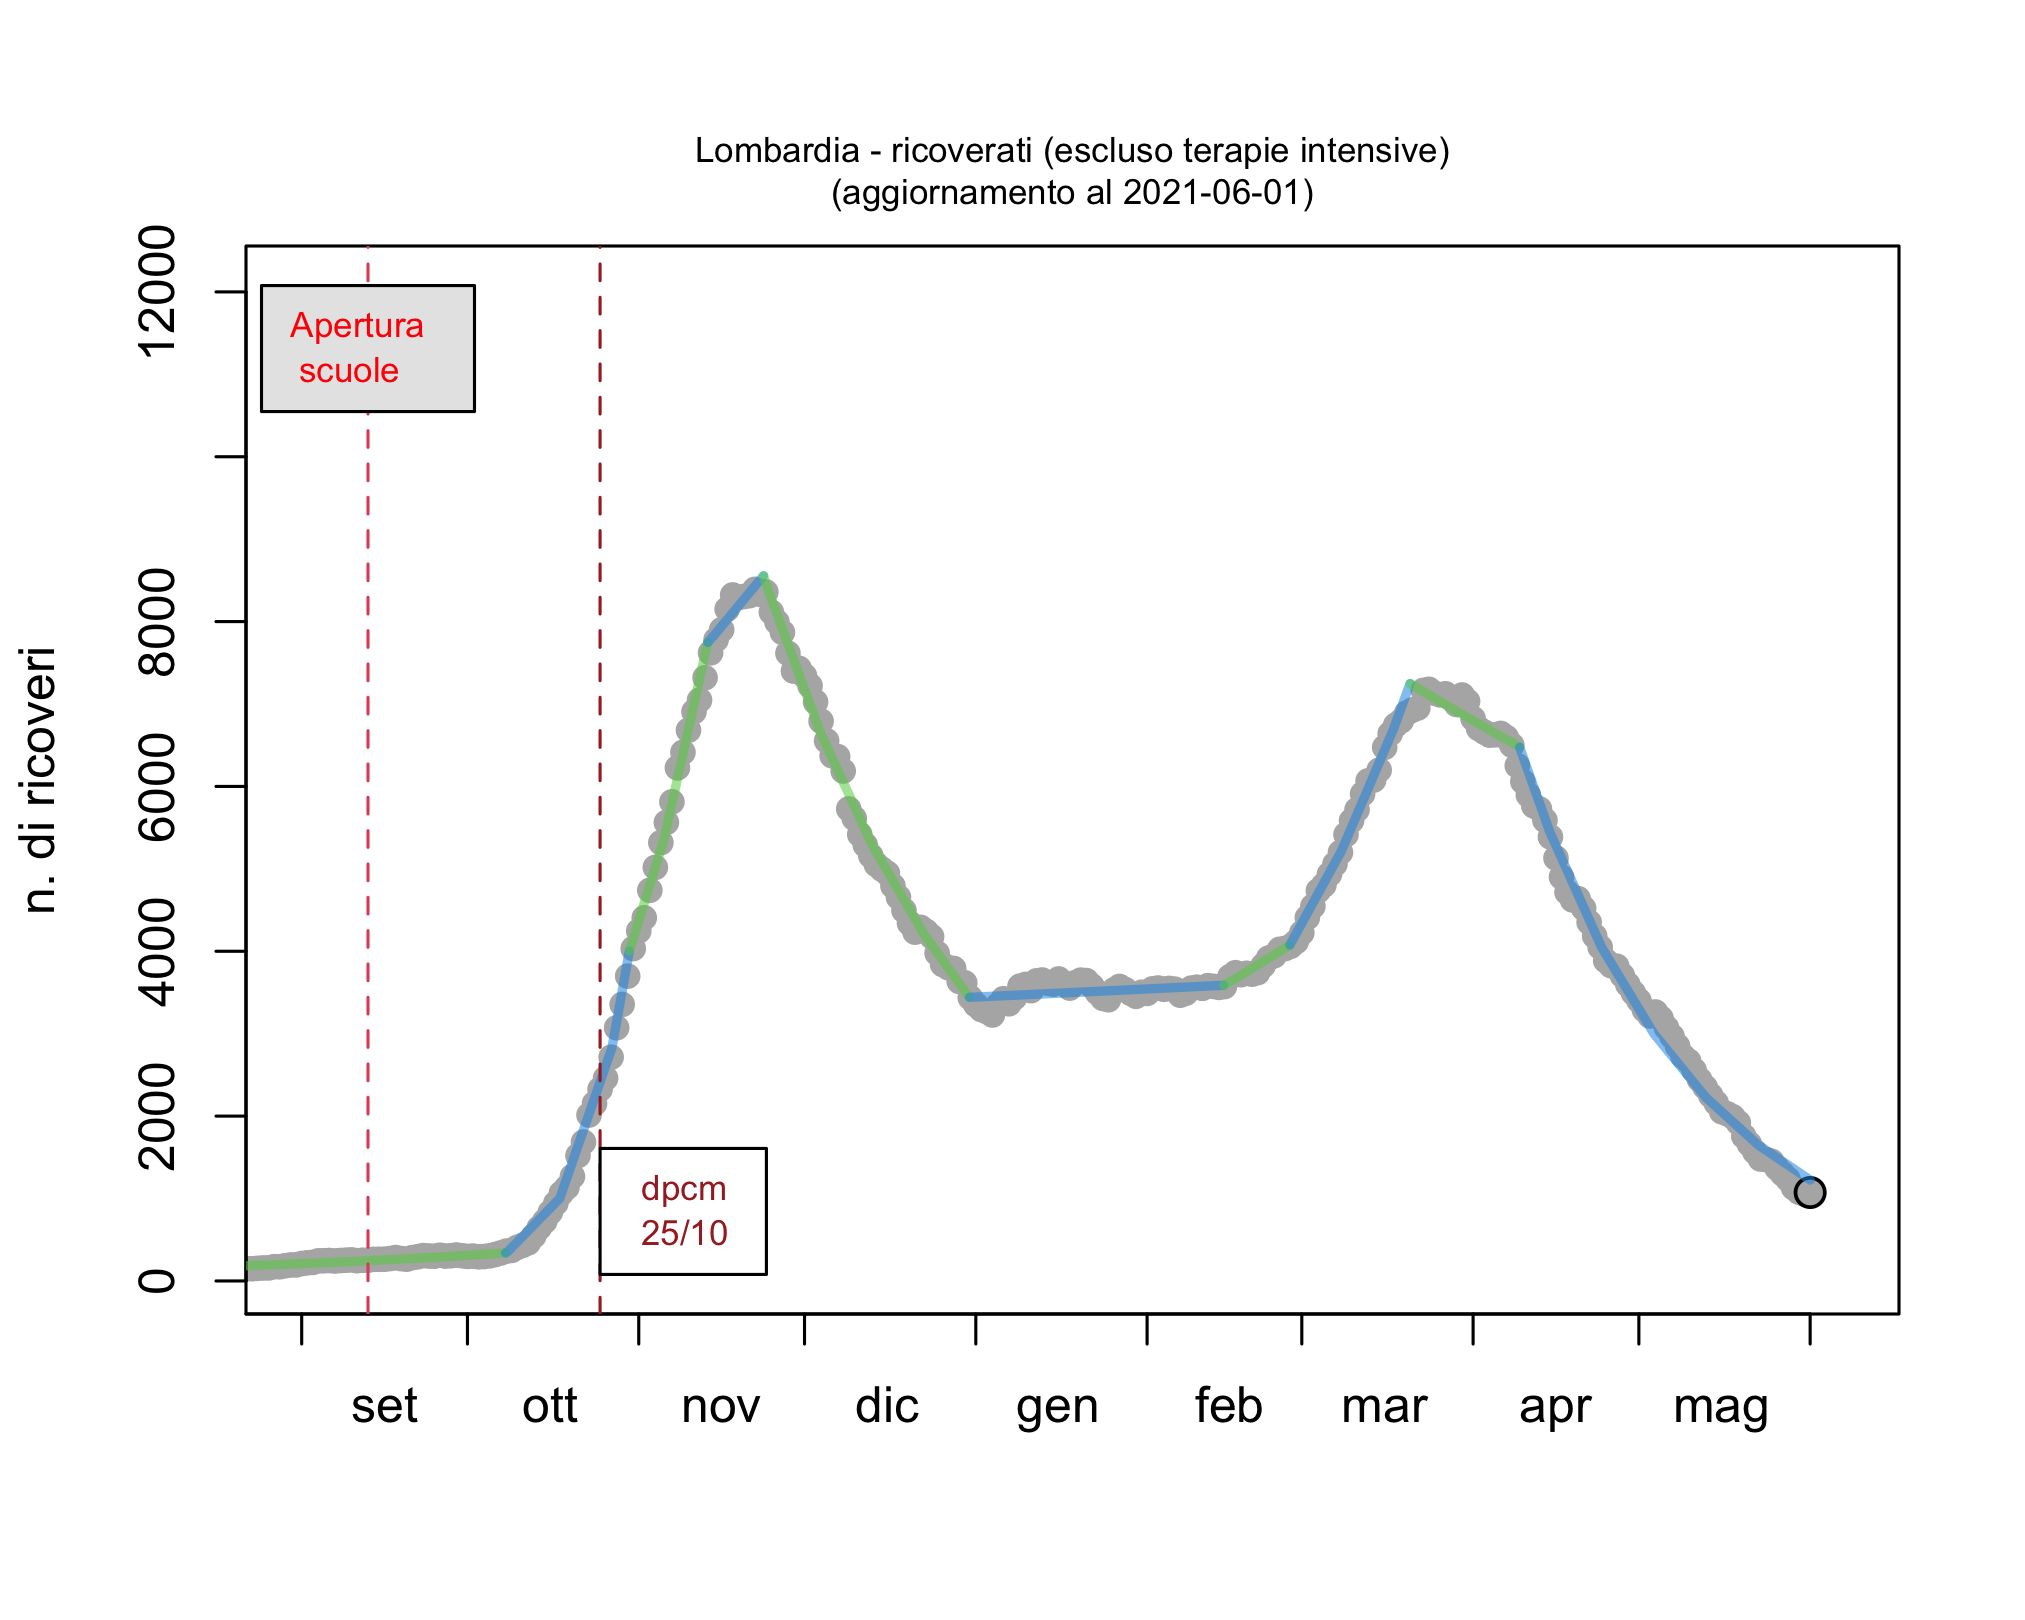 Lombardia - ricoverati (escluso terapie intensive)
(aggiornamento al 2021-06-01)
n. di ricoveri
12000
8000
6000
4000
2000
0
Apertura
scuole
dpcm
25/10
set ott nov dic gen feb mar apr mag